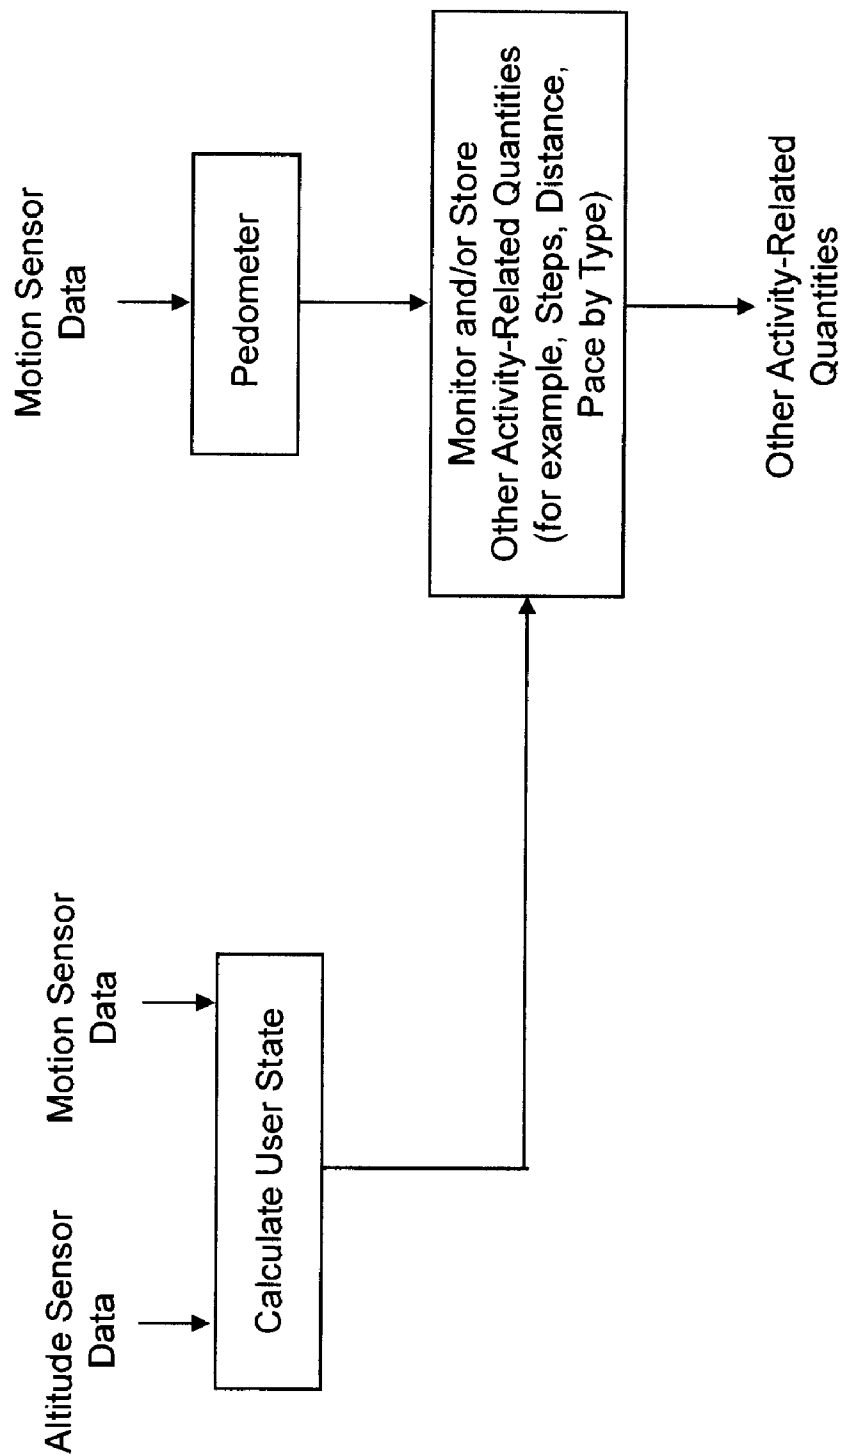 Altitude Sensor
Data
Motion Sensor
Data
Calculate User State
Motion Sensor
Data
Pedometer
Monitor and/or Store
Other Activity-Related Quantities
(for example, Steps, Distance,
Pace by Type)
Other Activity-Related
Quantities